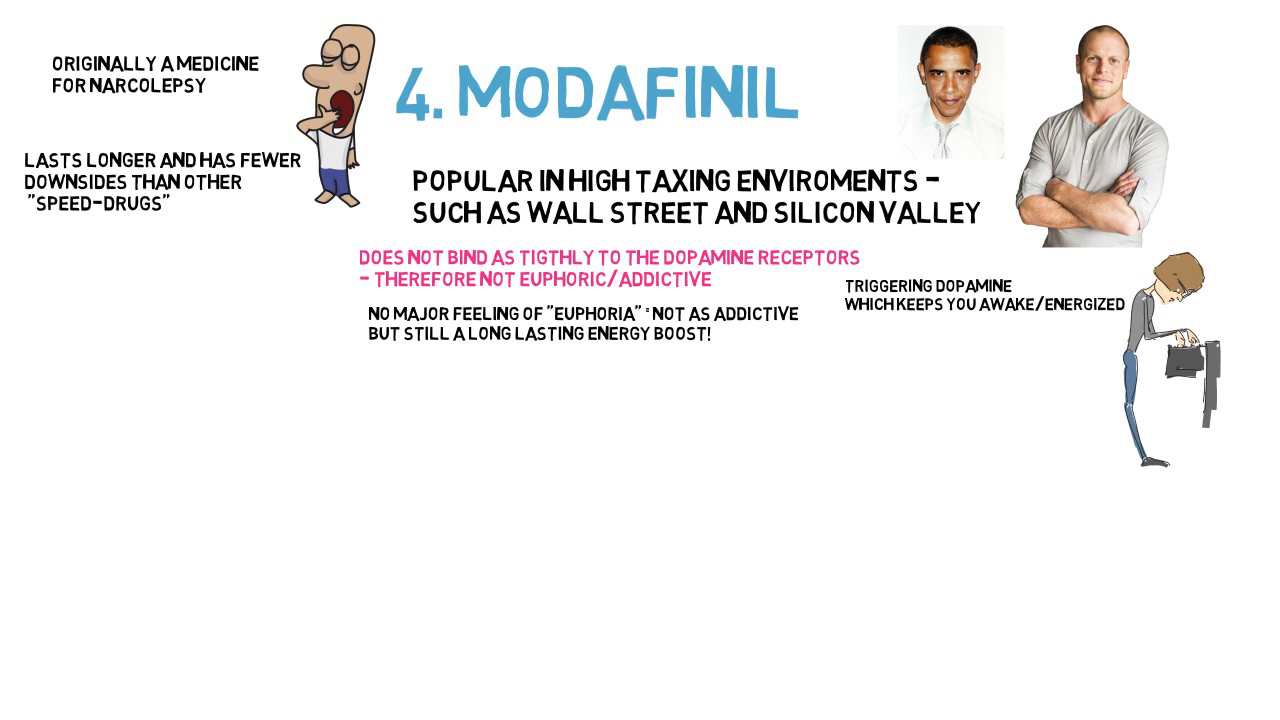 ORIGINALLY A MEDICINE
FOR NARCOLEPSY
4. MODAFINIL
LASTS LONGER AND HAS FEWER
DOWNSIDES THAN OTHER
"SPEED-DRUGS"
POPULAR IN HIGH TAXING ENVIROMENTS -
SUCH AS WALL STREET AND SILICON VALLEY
DOES NOT BIND AS TIGTHLY TO THE DOPAMINE RECEPTORS
- THEREFORE NOT EUPHORIC/ADDICTIVE
TRIGGERING DOPAMINE
WHICH KEEPS YOU AWAKE/ENERGIZED
NO MAJOR FEELING OF "EUPHORIA" = NOT AS ADDICTIVE
BUT STILL A LONG LASTING ENERGY BOOST!